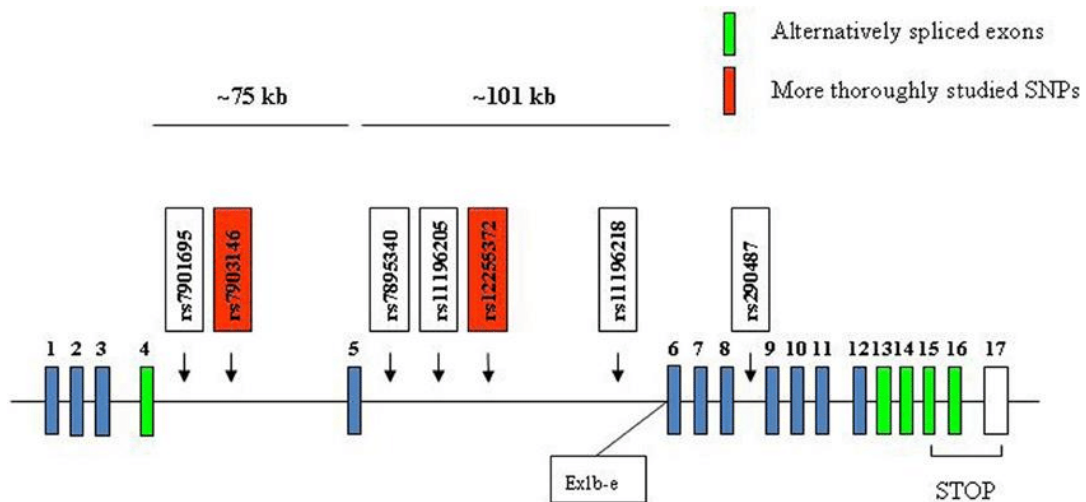 Alternatively spliced exons
More thoroughly studied SNPs
~75 kb
~101 kb
rs7901695
rs7903146
rs7895340
rs11196205
rs12255372
rs11196218
rs290487
1 2 3 4 5 6 7 8 9 10 11 12 13 14 15 16 17
Ex1b-e
STOP